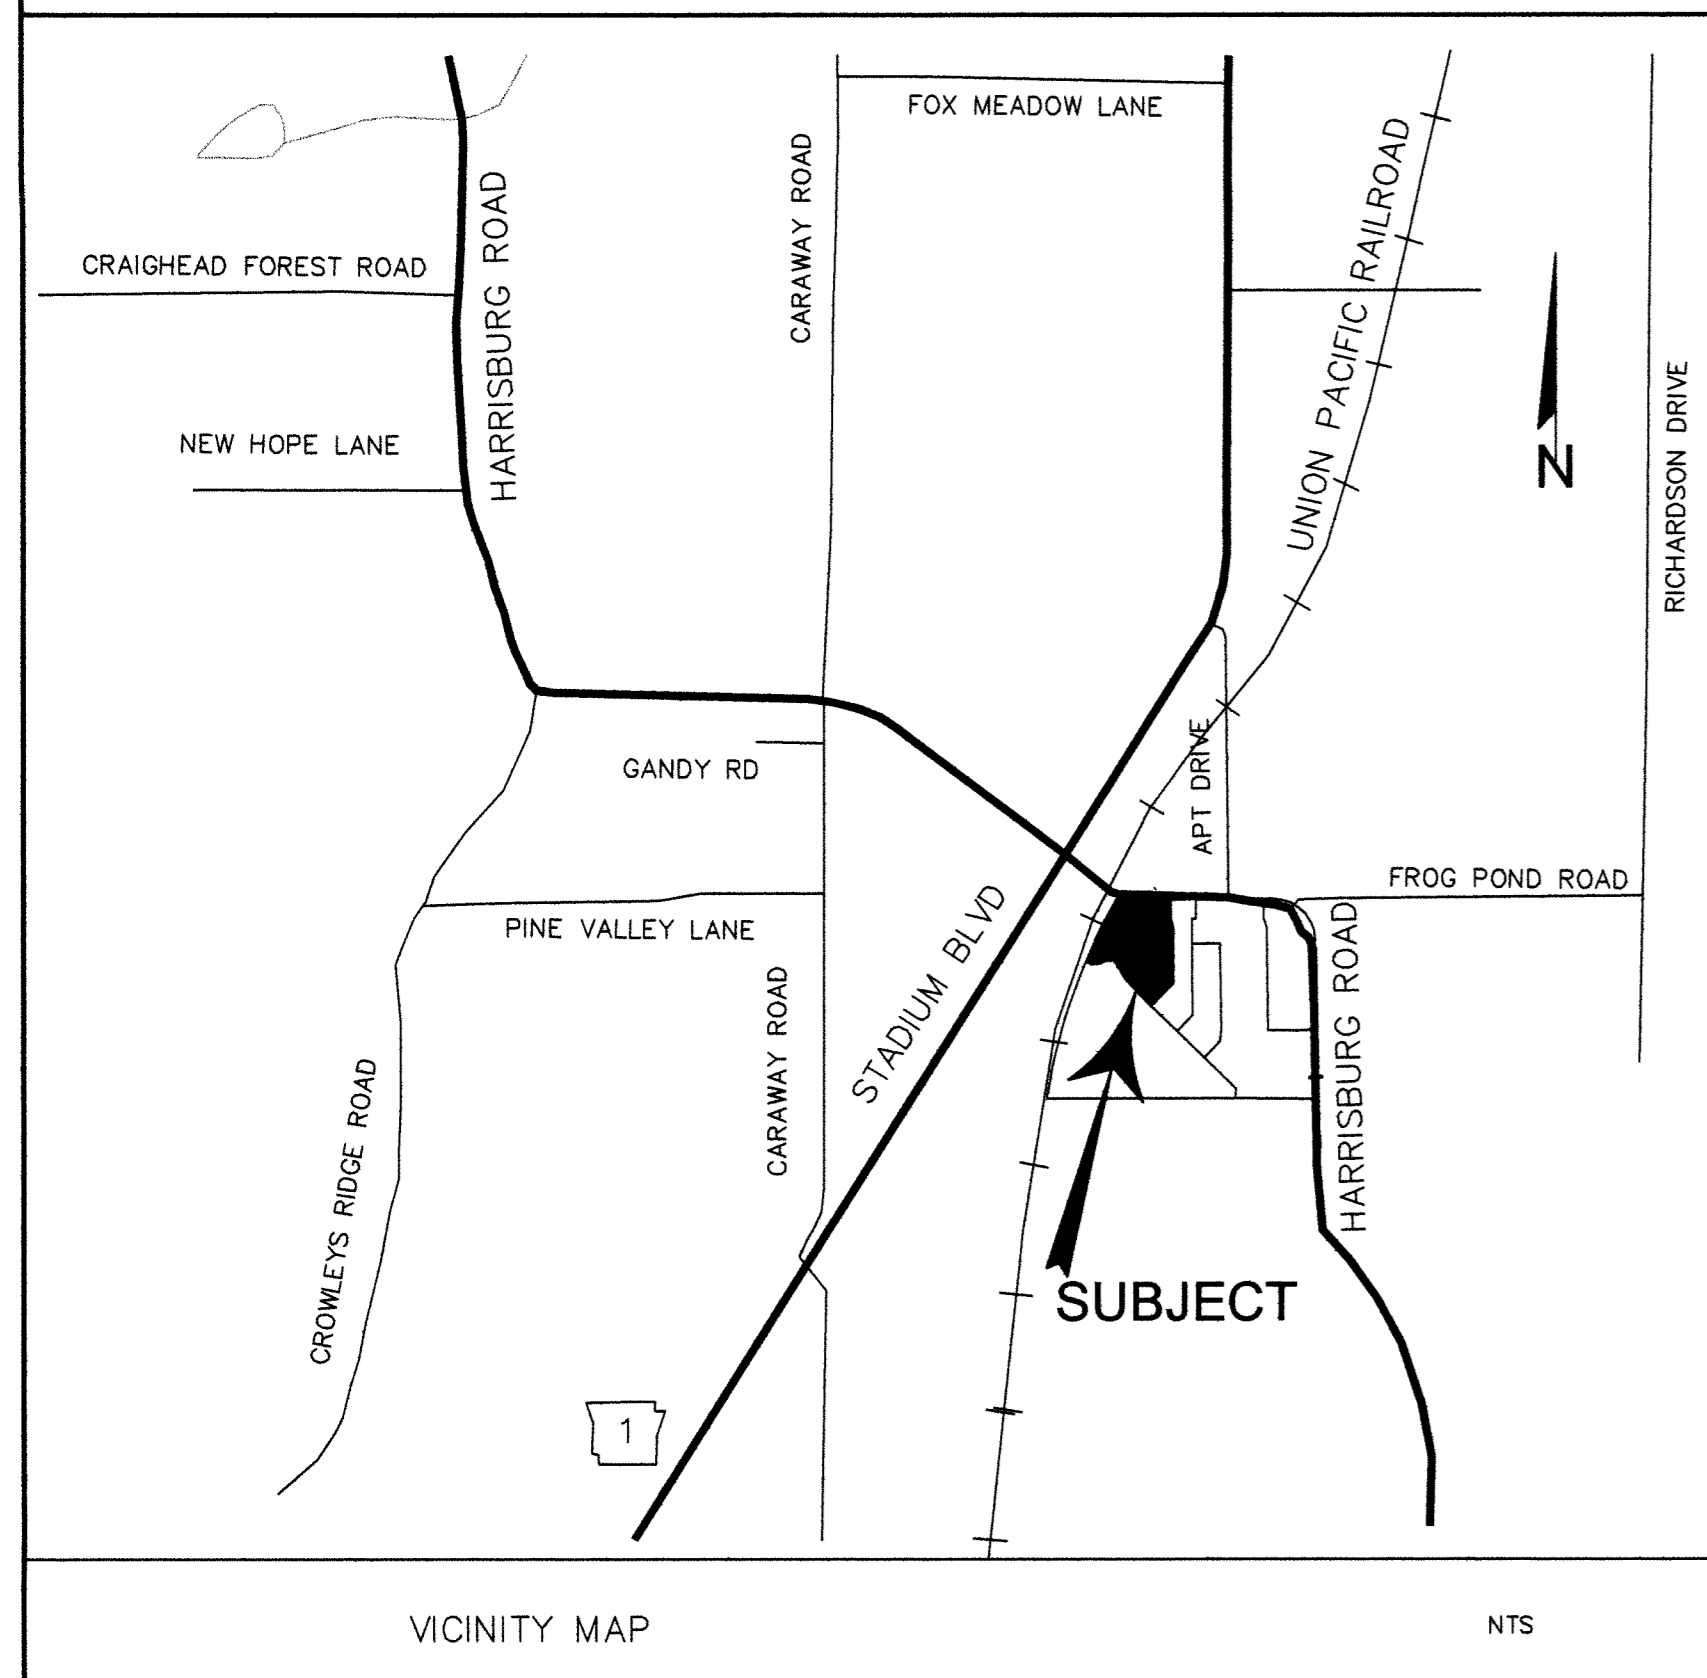 FOX MEADOW LANE
CARAWAY ROAD
UNION PACIFIC RAILROAD
HARRISBURG ROAD
CRAIGHEAD FOREST ROAD
NEW HOPE LANE
N
RICHARDSON DRIVE
GANDY RD
APT DRIVE
FROG POND ROAD
PINE VALLEY LANE
STADIUM BLVD
CARAWAY ROAD
HARRISBURG ROAD
CROWLEYS RIDGE ROAD
SUBJECT
1
VICINITY MAP
NTS